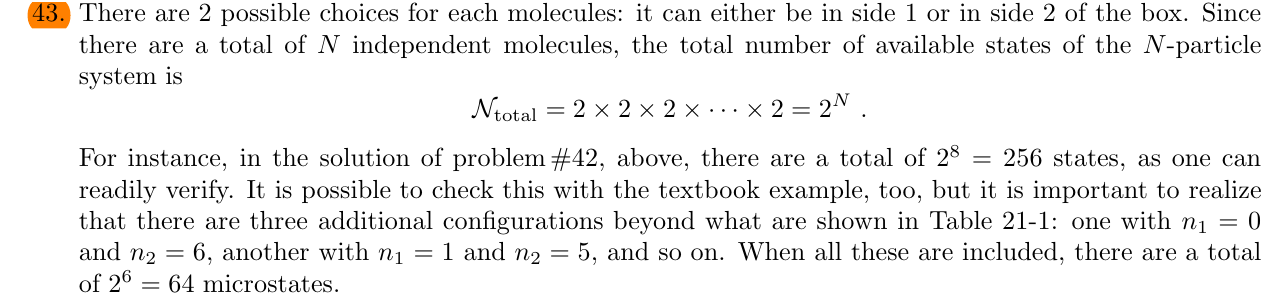 43. There are 2 possible choices for each molecules: it can either be in side 1 or in side 2 of the box. Since
there are a total of N independent molecules, the total number of available states of the N-particle
system is
𝒩total = 2 × 2 × 2 × ··· × 2 = 2^N .
For instance, in the solution of problem #42, above, there are a total of 2^8 = 256 states, as one can
readily verify. It is possible to check this with the textbook example, too, but it is important to realize
that there are three additional configurations beyond what are shown in Table 21-1: one with n1 = 0
and n2 = 6, another with n1 = 1 and n2 = 5, and so on. When all these are included, there are a total
of 2^6 = 64 microstates.